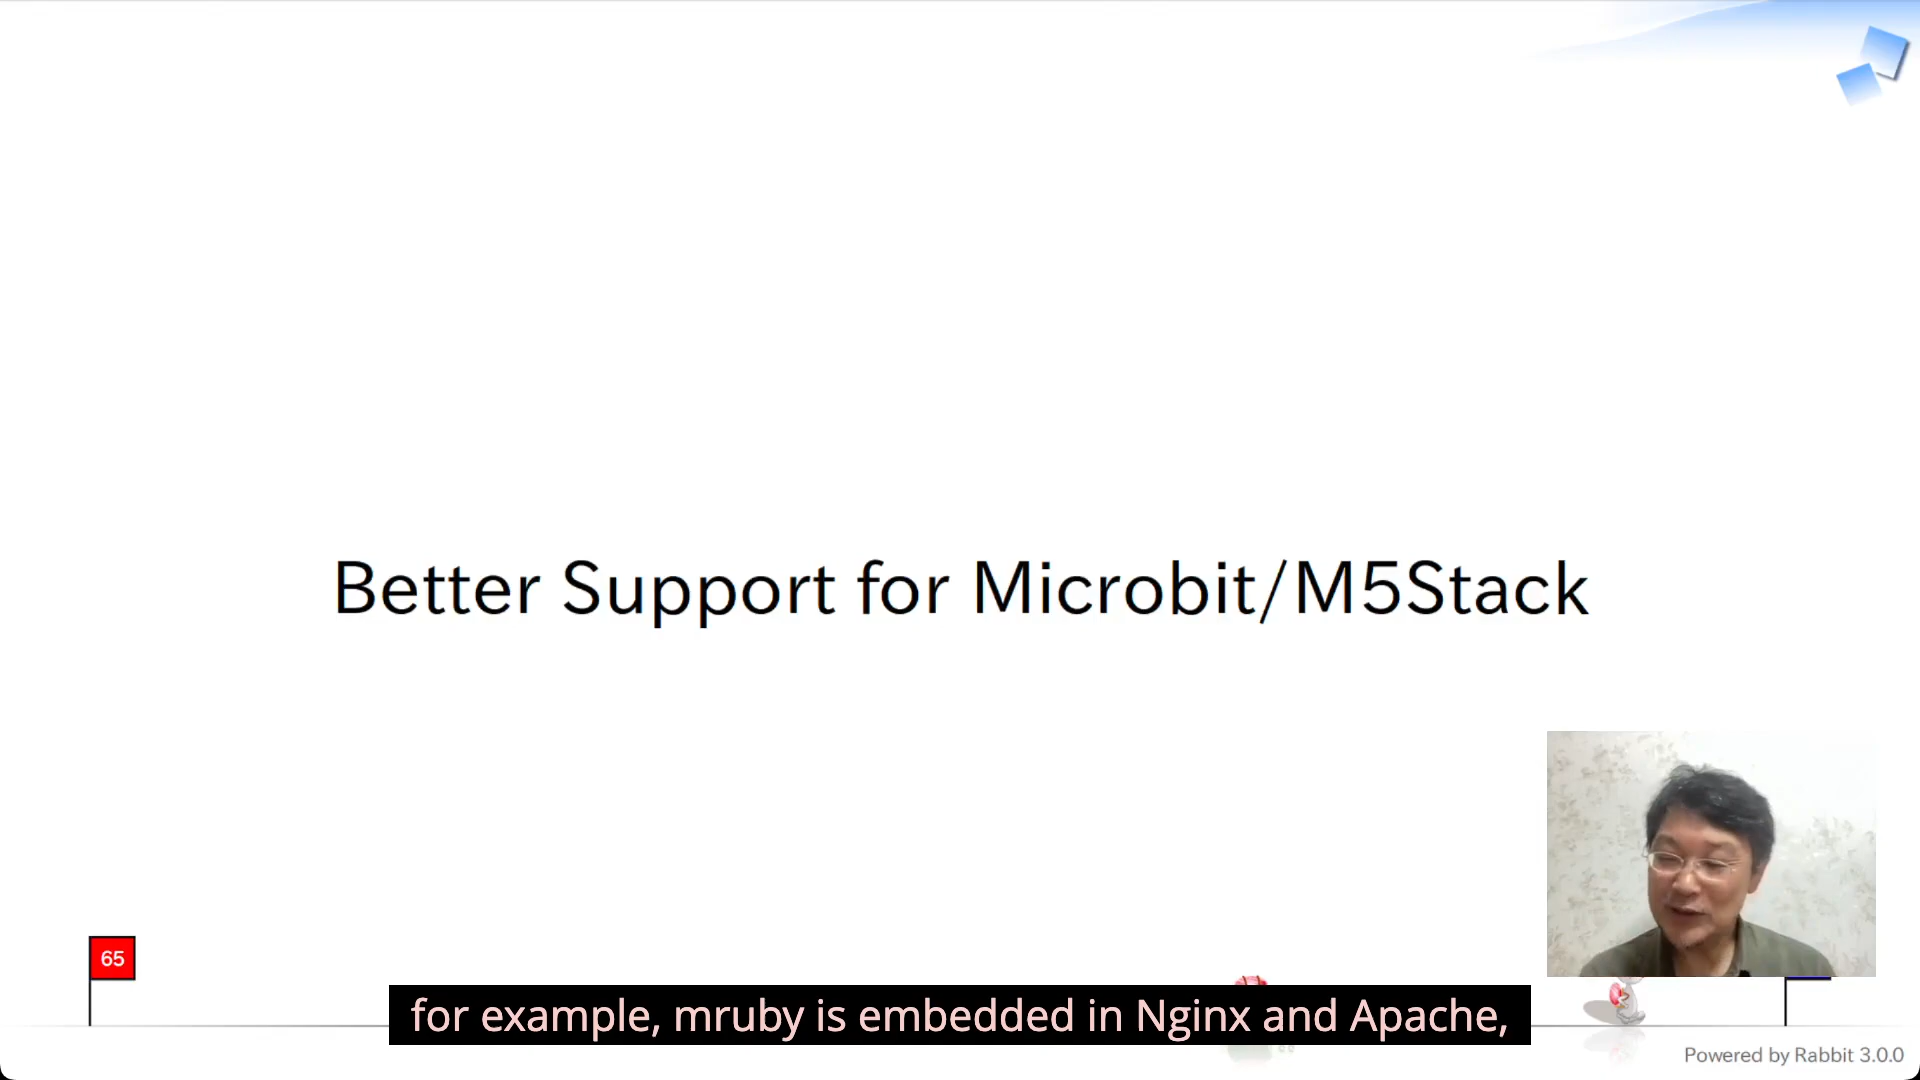 Better Support for Microbit/M5Stack
65
for example, mruby is embedded in Nginx and Apache,
Powered by Rabbit 3.0.0